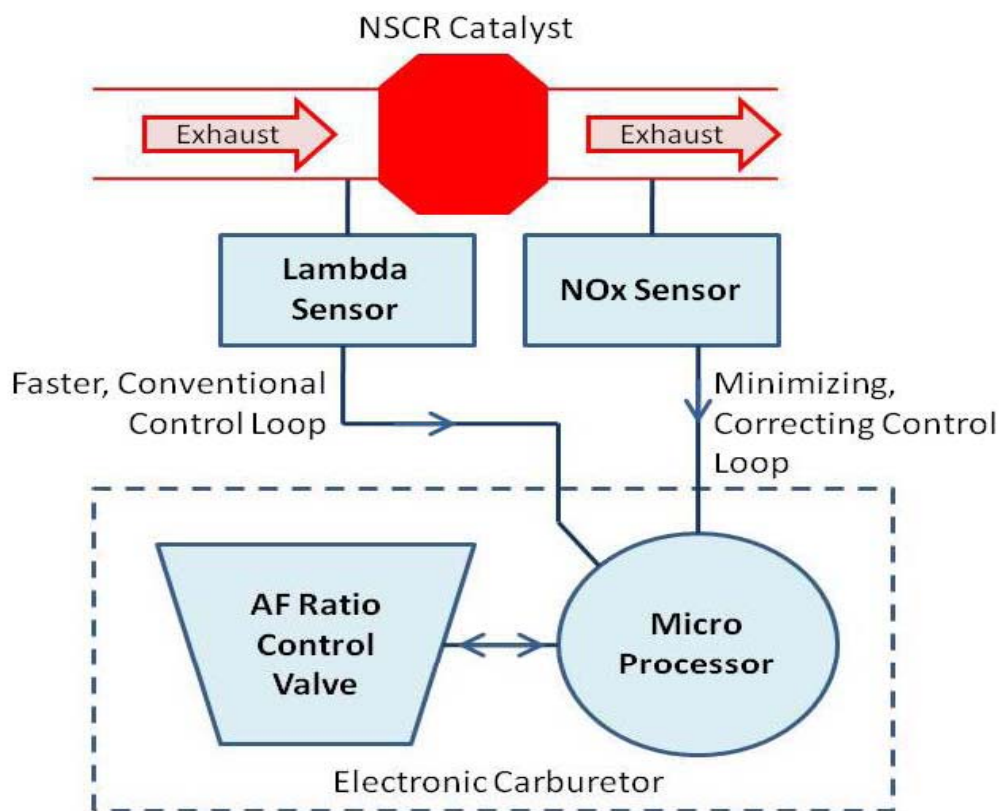 NSCR Catalyst
Exhaust
Exhaust
Lambda
Sensor
NOx Sensor
Faster, Conventional
Control Loop
Minimizing,
Correcting Control
Loop
AF Ratio
Control
Valve
Micro
Processor
Electronic Carburetor